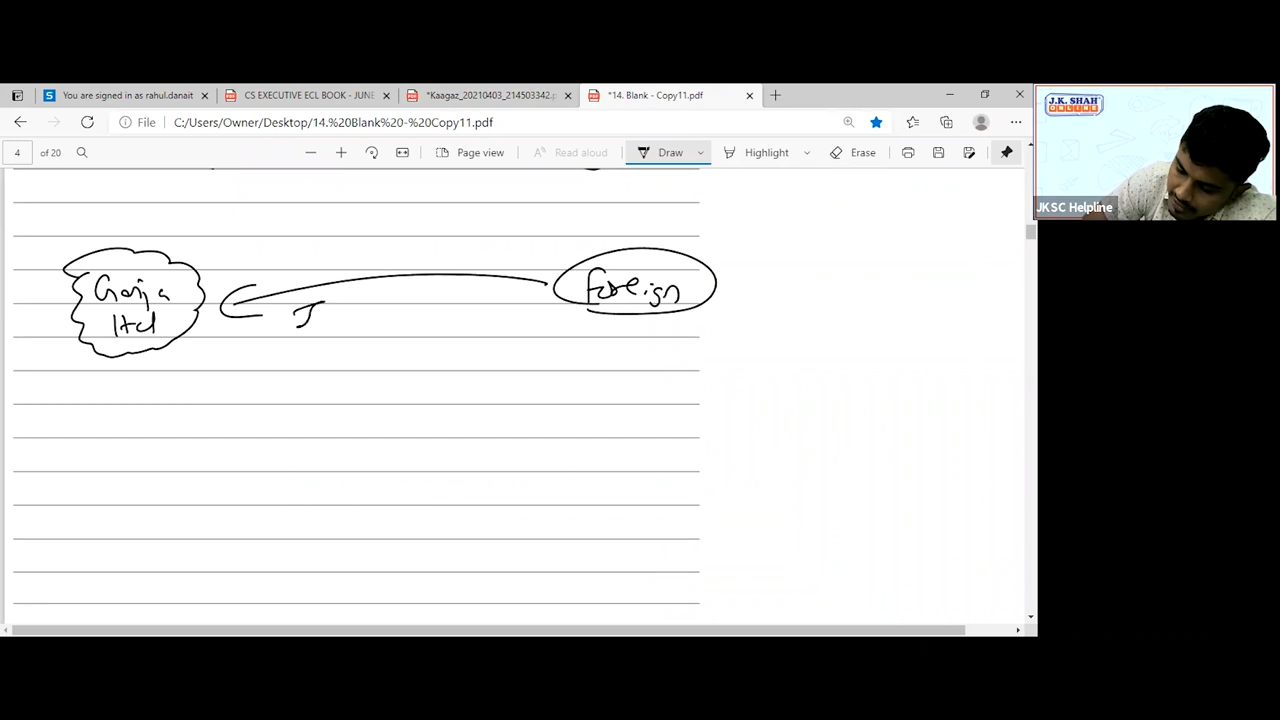 You are signed in as rahul.danait
CS EXECUTIVE ECL BOOK - JUNE
*Kaagaz_20210403_214503342.p
*14. Blank - Copy11.pdf
File
C:/Users/Owner/Desktop/14.%20Blank%20-%20Copy11.pdf
4 of 20
Page view
Read aloud
Draw
Highlight
Erase
J.K. SHAH
ONLINE
JKSC Helpline
Foreign
ltd